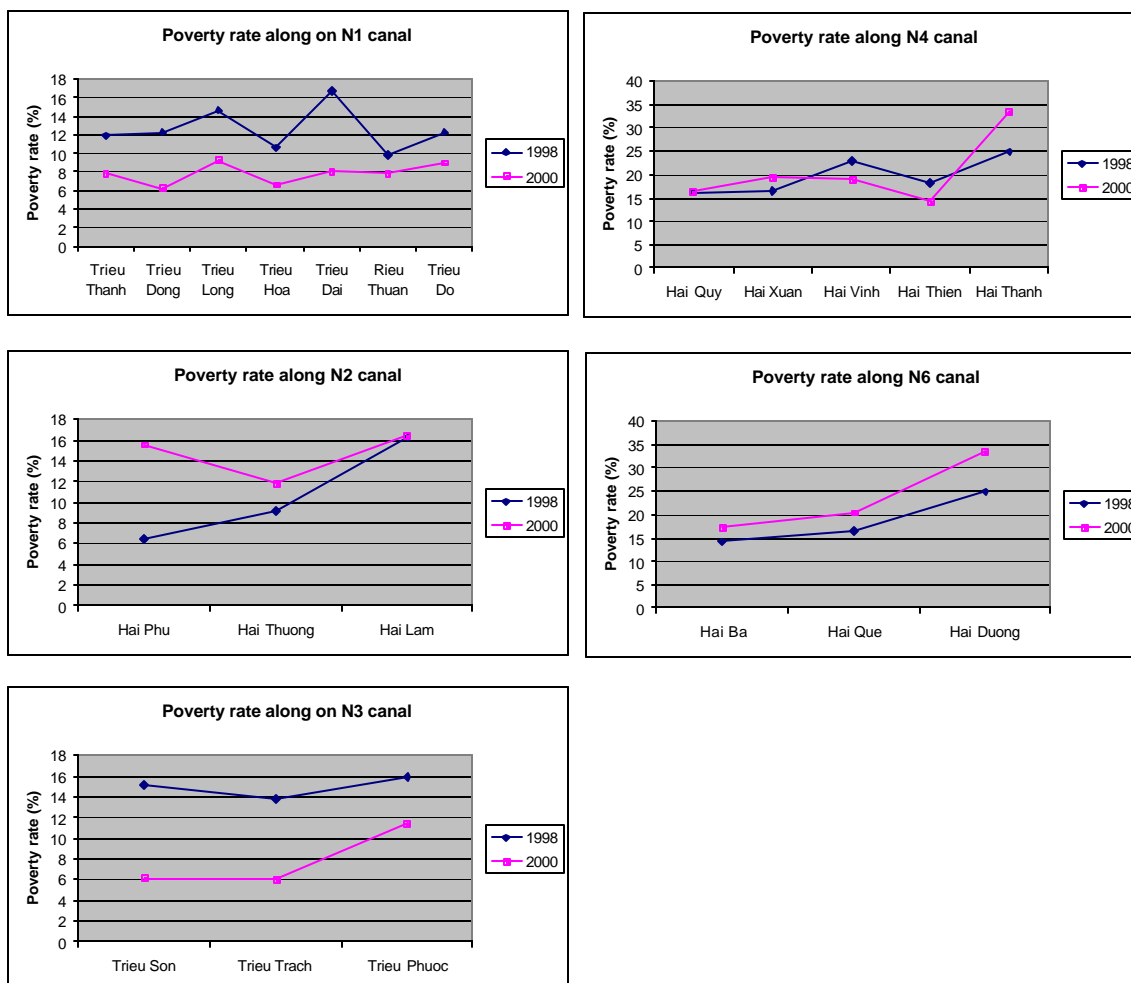 Poverty rate along on N1 canal
Poverty rate (%)
18
16
14
12
10
8
6
4
2
0
Trieu Thanh
Trieu Dong
Trieu Long
Trieu Hoa
Trieu Dai
Rieu Thuan
Trieu Do
1998
2000
Poverty rate along N4 canal
Poverty rate (%)
40
35
30
25
20
15
10
5
0
Hai Quy
Hai Xuan
Hai Vinh
Hai Thien
Hai Thanh
1998
2000
Poverty rate along N2 canal
Poverty rate (%)
18
16
14
12
10
8
6
4
2
0
Hai Phu
Hai Thuong
Hai Lam
1998
2000
Poverty rate along N6 canal
Poverty rate (%)
40
35
30
25
20
15
10
5
0
Hai Ba
Hai Que
Hai Duong
1998
2000
Poverty rate along on N3 canal
Poverty rate (%)
18
16
14
12
10
8
6
4
2
0
Trieu Son
Trieu Trach
Trieu Phuoc
1998
2000